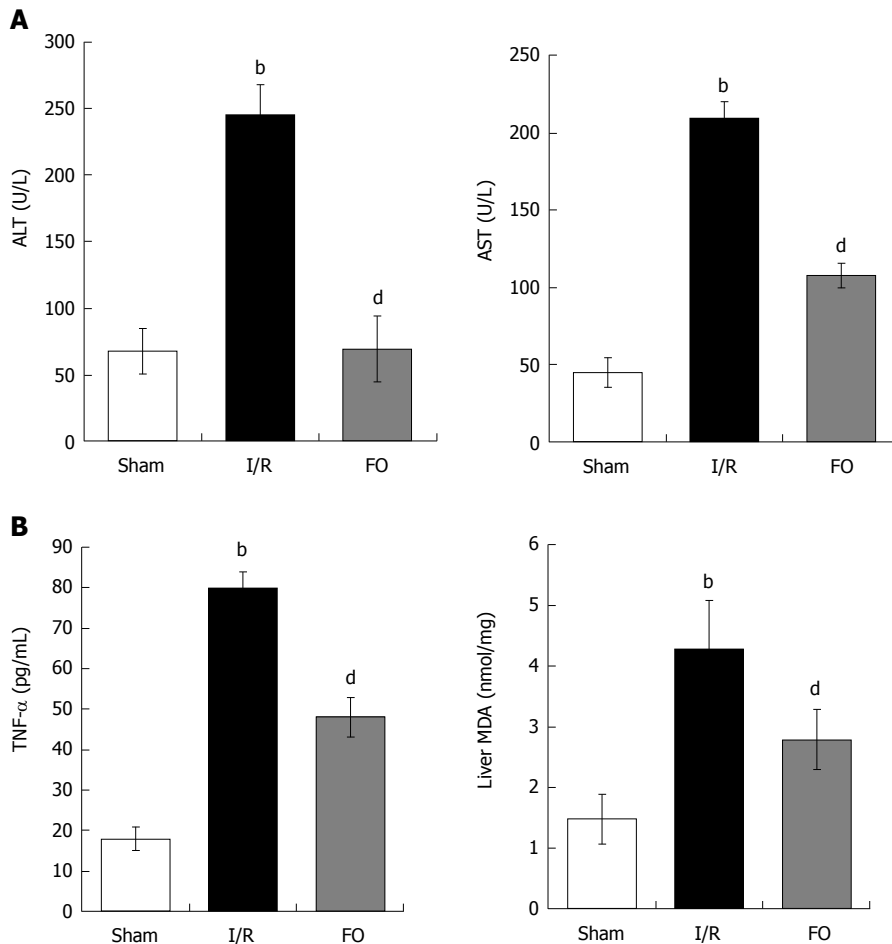 A
ALT (U/L)
300
250
200
150
100
50
0
b
d
Sham I/R FO
AST (U/L)
250
200
150
100
50
0
b
d
Sham I/R FO
B
TNF-α (pg/mL)
90
80
70
60
50
40
30
20
10
0
b
d
Sham I/R FO
Liver MDA (nmol/mg)
6
5
4
3
2
1
0
b
d
Sham I/R FO